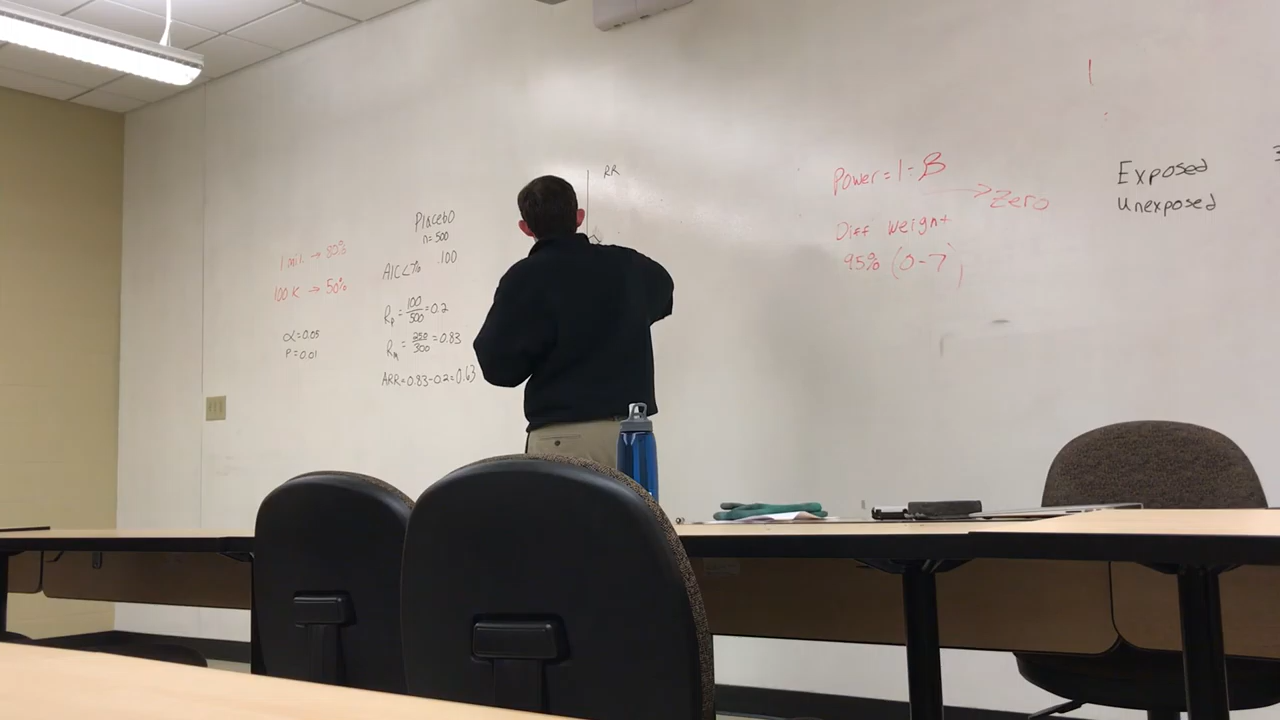 1 mil. → 80%
100 K → 50%
α=0.05
P=0.01
Placebo
n=500
A1C<7% 100
Rp = 100/500 = 0.2
Rm = 250/300 = 0.83
ARR=0.83-0.2=0.63
RR
Power = 1-β
→ Zero
Diff weight
95% (0-7)
Exposed
Unexposed